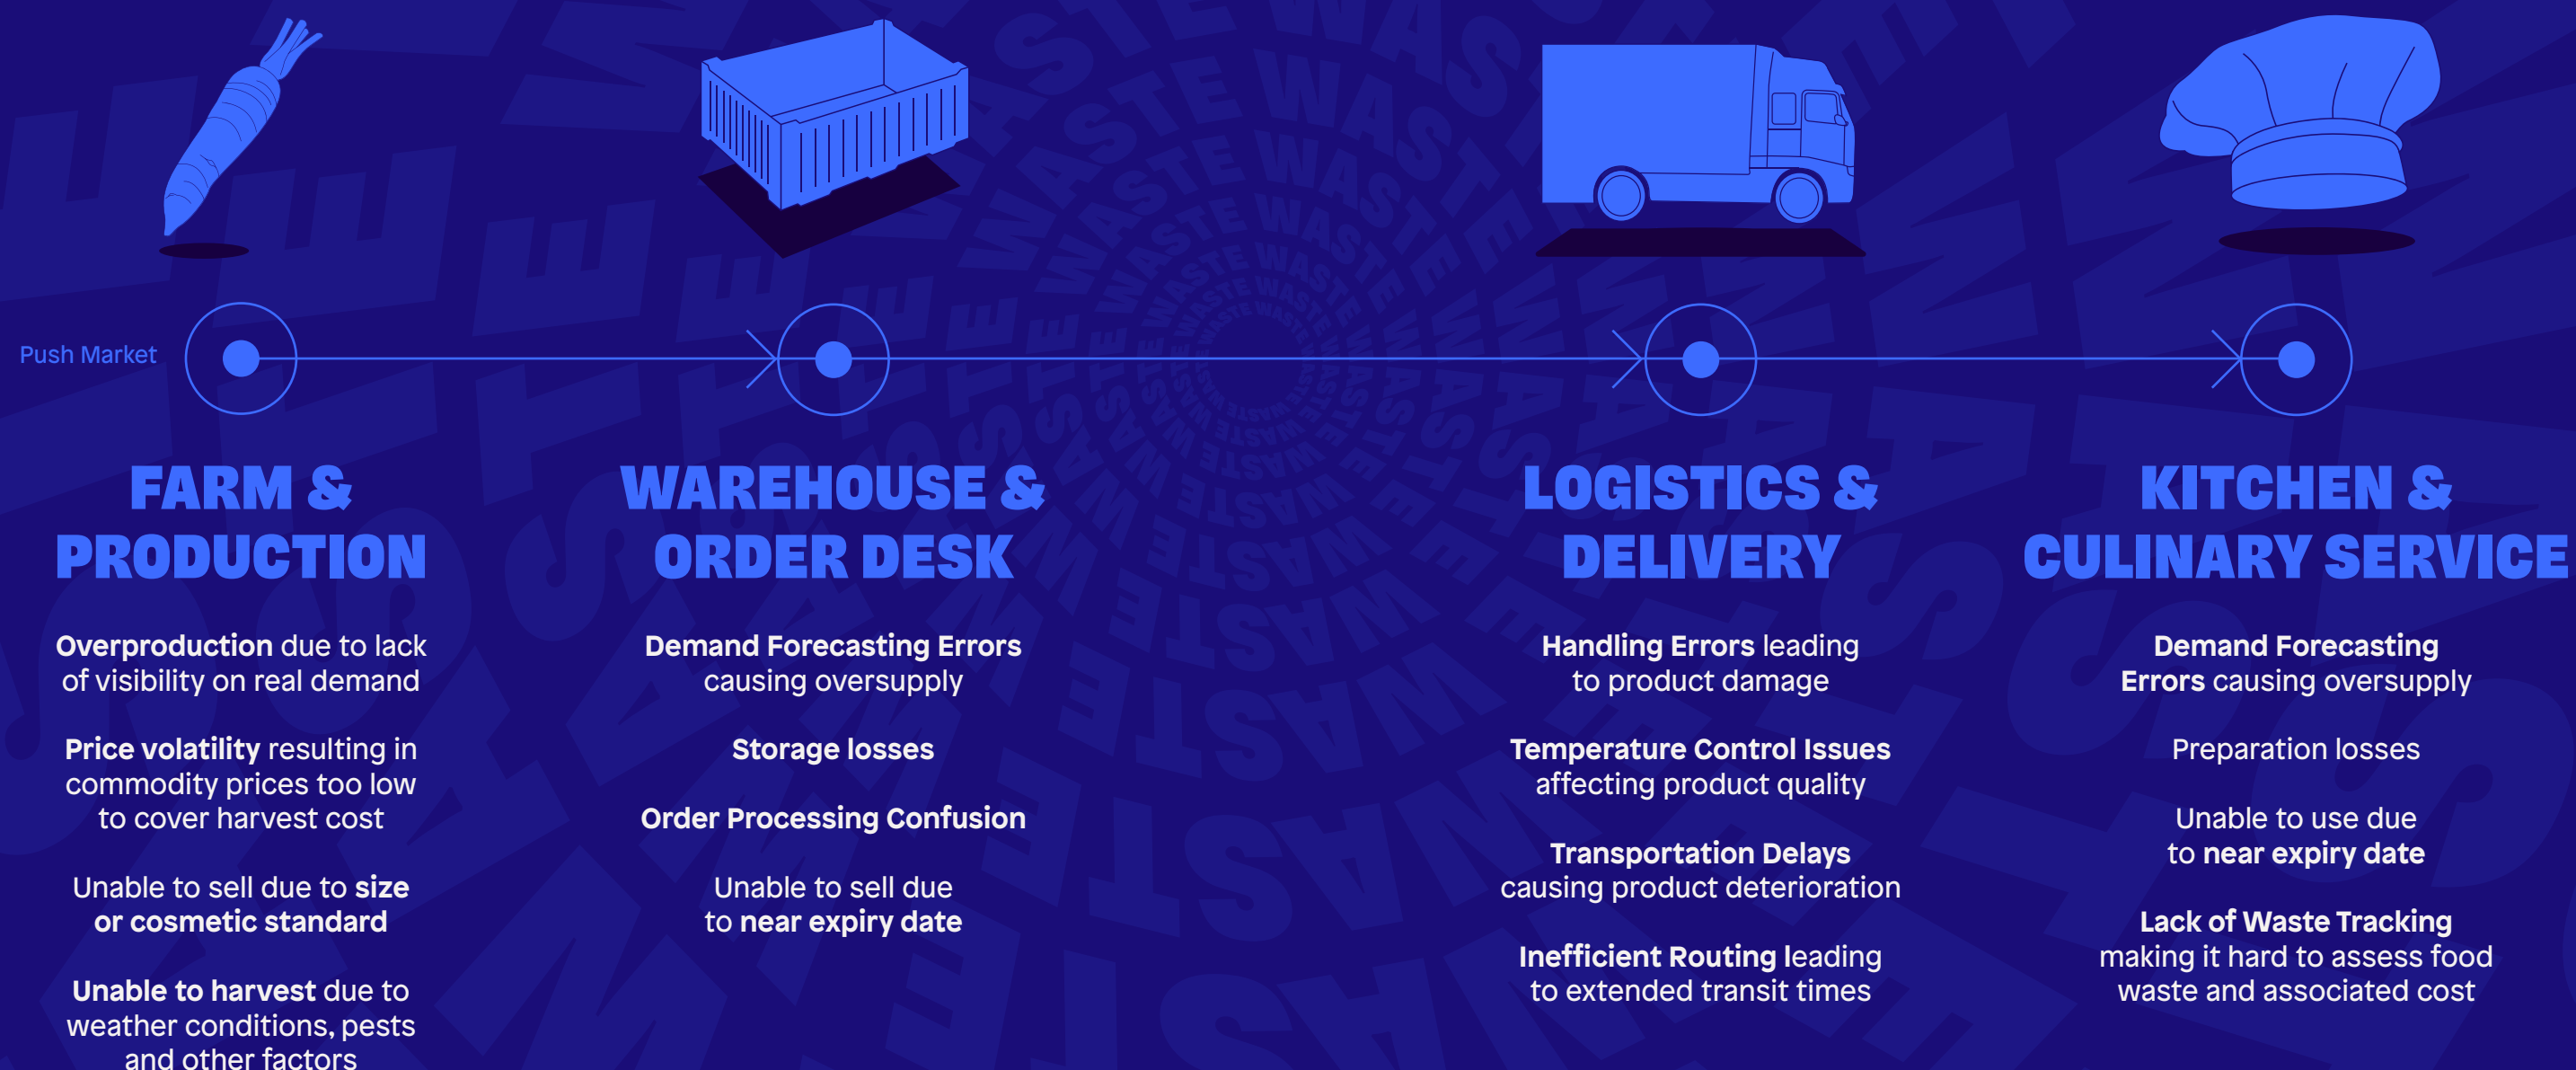 Push Market
FARM &
PRODUCTION
Overproduction due to lack
of visibility on real demand
Price volatility resulting in
commodity prices too low
to cover harvest cost
Unable to sell due to size
or cosmetic standard
Unable to harvest due to
weather conditions, pests
and other factors
WAREHOUSE &
ORDER DESK
Demand Forecasting Errors
causing oversupply
Storage losses
Order Processing Confusion
Unable to sell due
to near expiry date
LOGISTICS &
DELIVERY
Handling Errors leading
to product damage
Temperature Control Issues
affecting product quality
Transportation Delays
causing product deterioration
Inefficient Routing leading
to extended transit times
KITCHEN &
CULINARY SERVICE
Demand Forecasting
Errors causing oversupply
Preparation losses
Unable to use due
to near expiry date
Lack of Waste Tracking
making it hard to assess food
waste and associated cost
WASTE WASTE WASTE